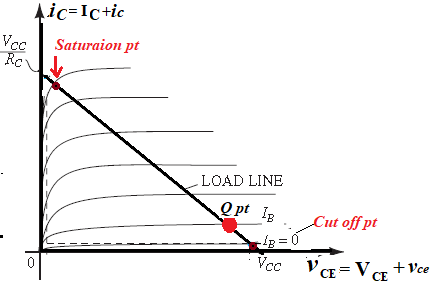 iC = IC + ic
Saturaion pt
VCC
RC
LOAD LINE
Q pt
IB
Cut off pt
IB = 0
0
VCC
vCE = VCE + vce